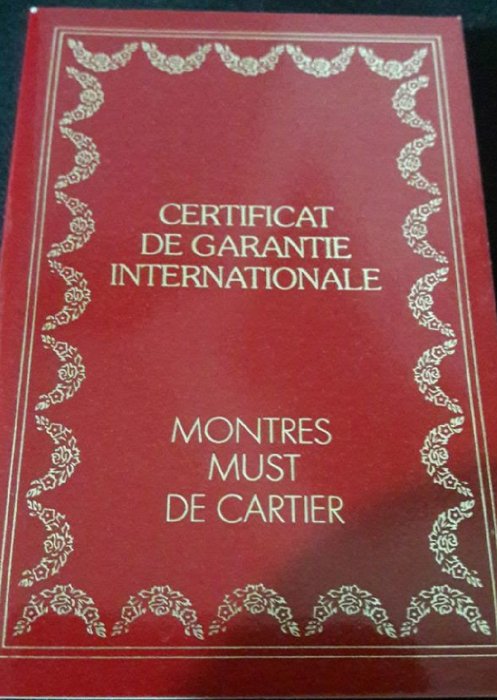 CERTIFICAT
DE GARANTIE
INTERNATIONALE
MONTRES
MUST
DE CARTIER